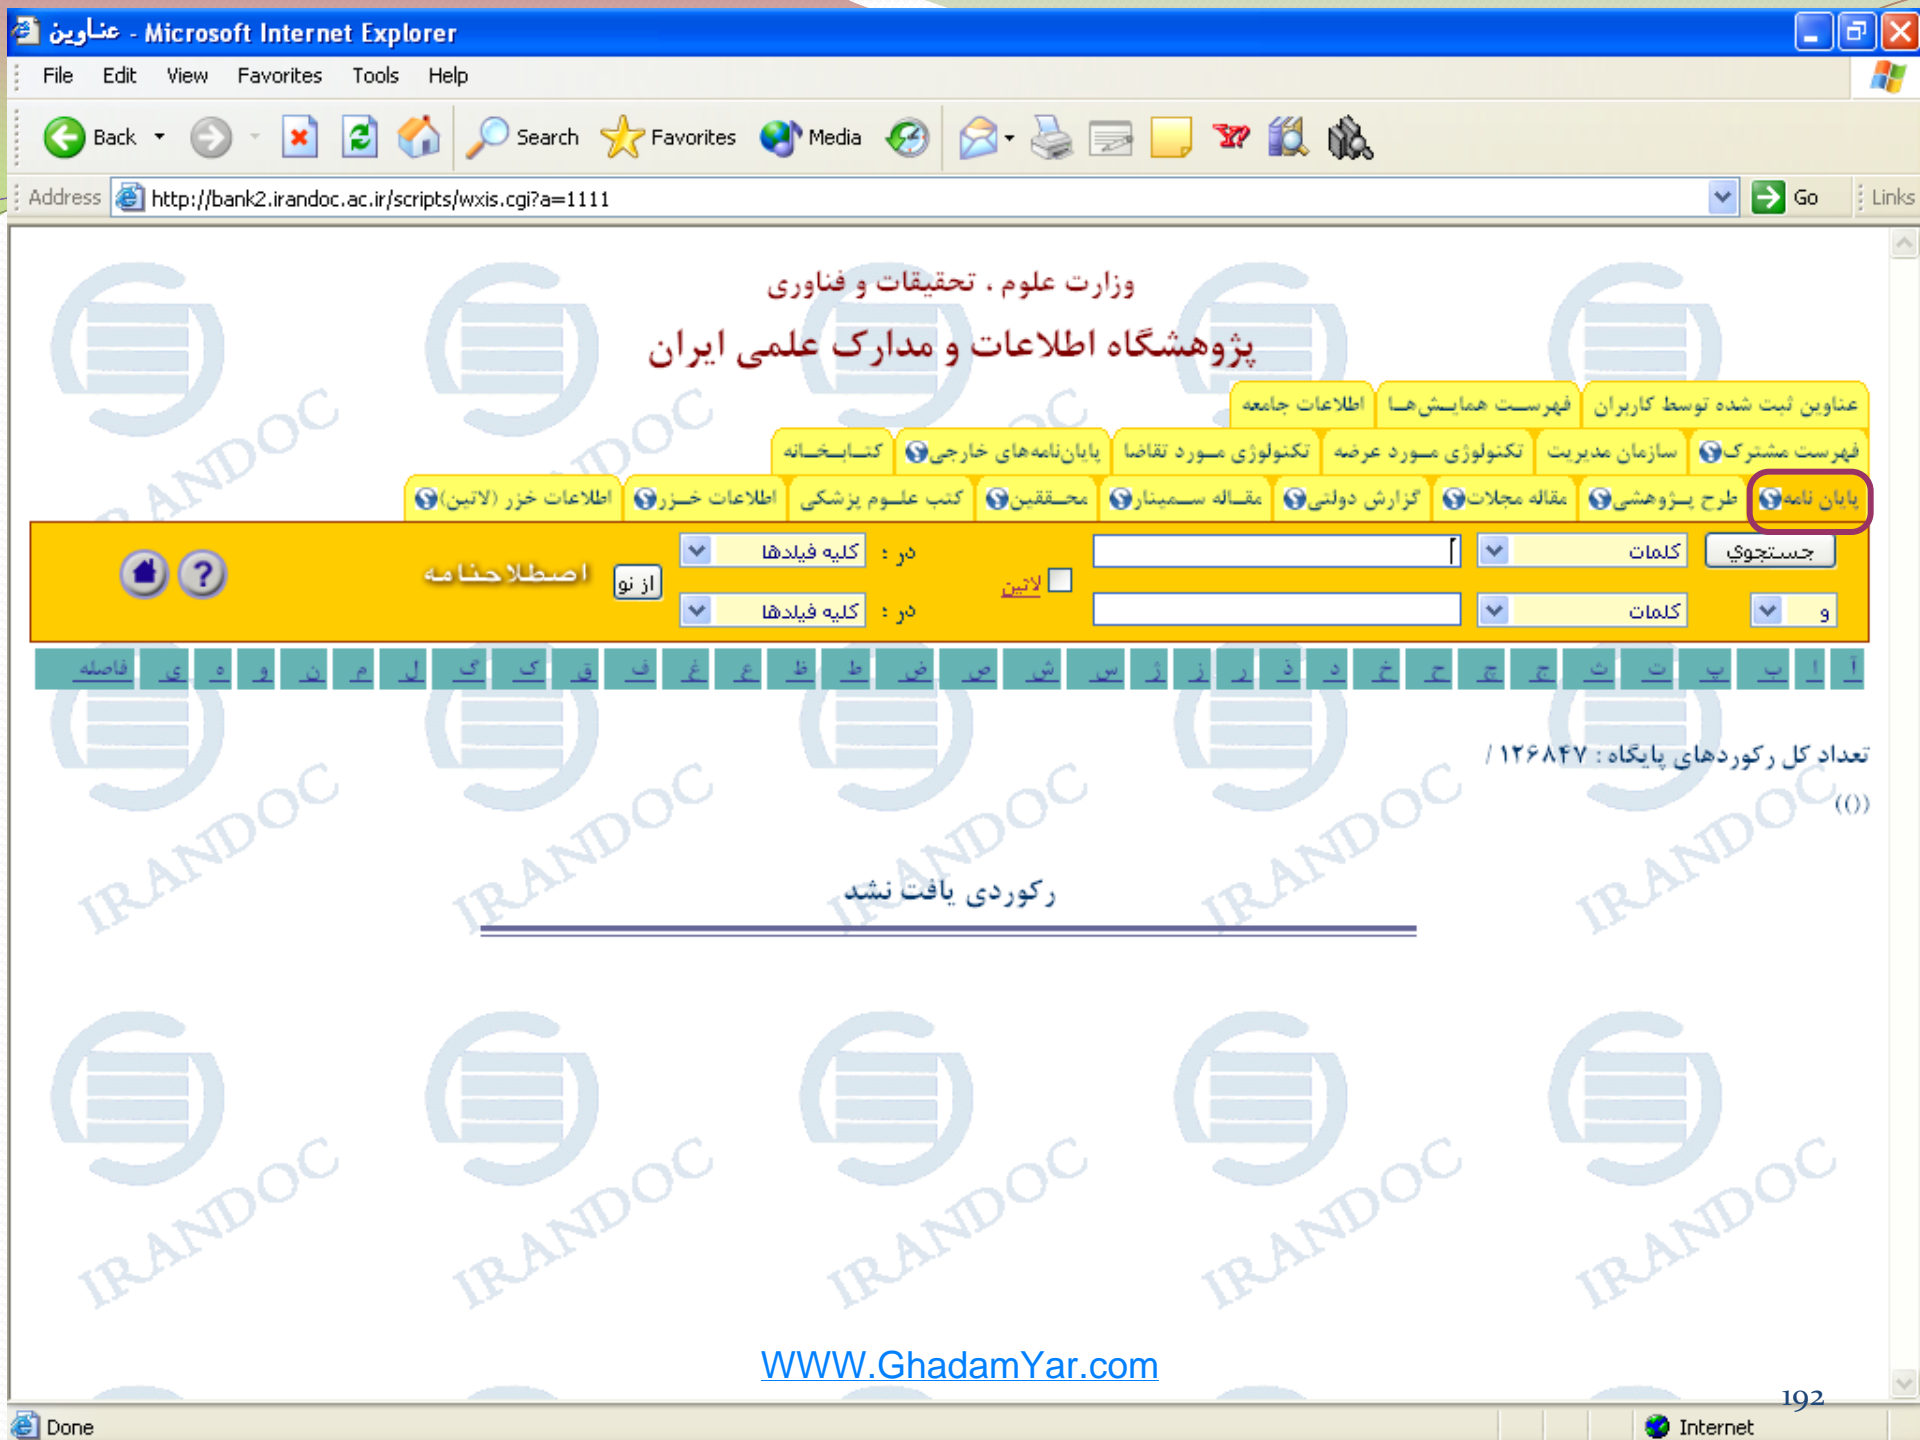 عناوین - Microsoft Internet Explorer
File Edit View Favorites Tools Help
Back Search Favorites Media
Address http://bank2.irandoc.ac.ir/scripts/wxis.cgi?a=1111 Go Links
وزارت علوم ، تحقیقات و فناوری
پژوهشگاه اطلاعات و مدارک علمی ایران
عناوین ثبت شده توسط کاربران فهرست همایش‌ها اطلاعات جامعه
فهرست مشترک سازمان مدیریت تکنولوژی مورد عرضه تکنولوژی مورد تقاضا پایان‌نامه‌های خارجی کتابخانه
پایان نامه طرح پژوهشی مقاله مجلات گزارش دولتی مقاله سمینار محققین کتب علوم پزشکی اطلاعات خزر اطلاعات خزر (لاتین)
جستجوي کلمات در : کلیه فیلدها
لاتین از نو اصطلاحنامه
و کلمات در : کلیه فیلدها
آ ا ب پ ت ث ج چ ح خ د ذ ر ز ژ س ش ص ض ط ظ ع غ ف ق ک گ ل م ن و ه ی فاصله
تعداد کل رکوردهای پایگاه : ۱۲۶۸۴۷ /
(())
رکوردی یافت نشد
IRANDOC
WWW.GhadamYar.com
192
Done Internet